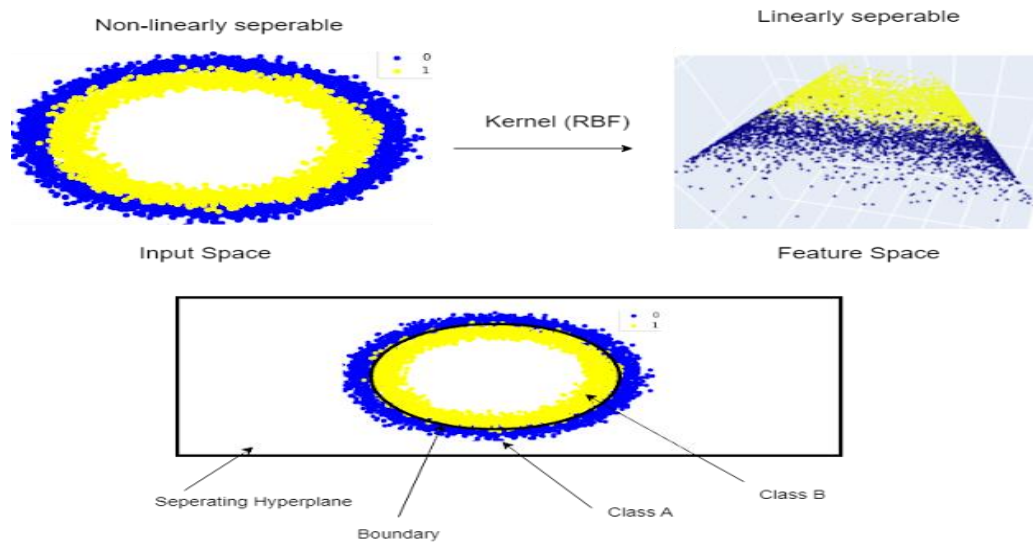 Non-linearly seperable
Linearly seperable
0
1
Kernel (RBF)
Input Space
Feature Space
0
1
Seperating Hyperplane
Boundary
Class A
Class B